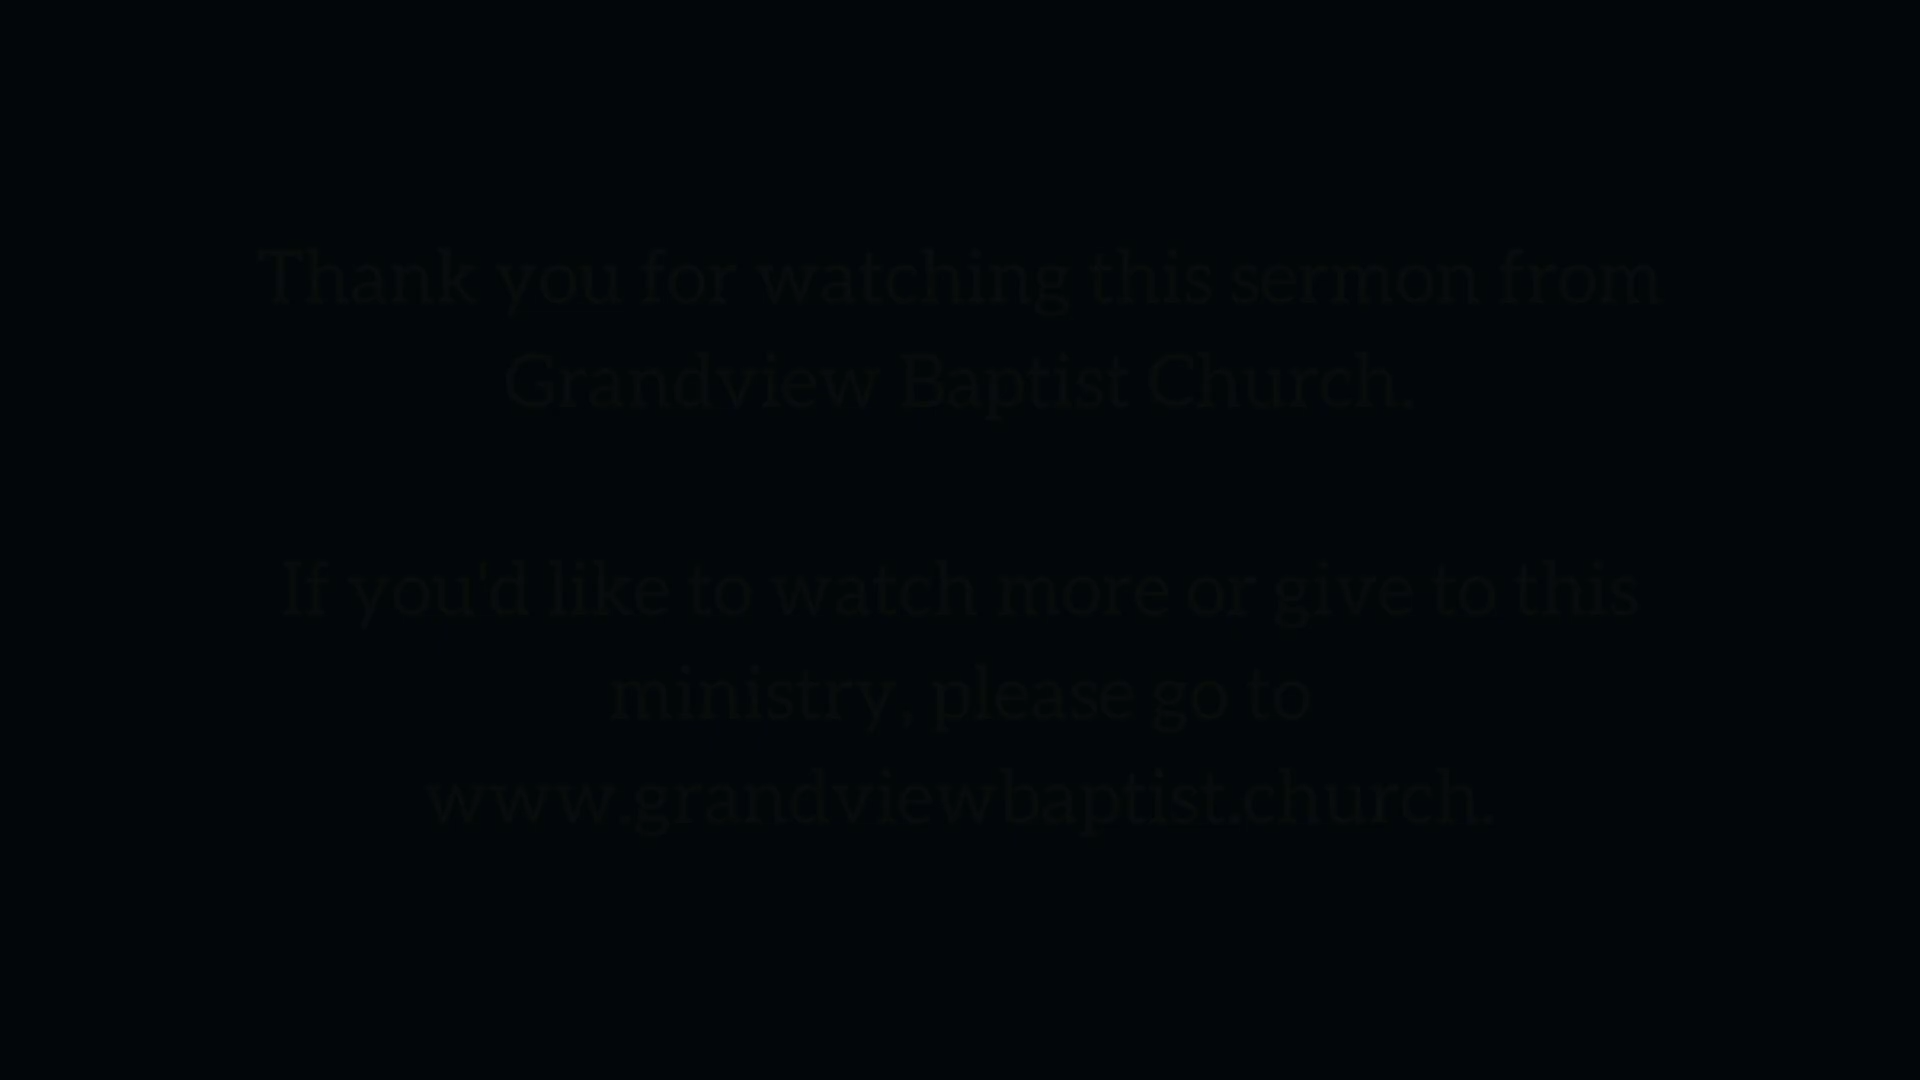 Thank you for watching this sermon from
Grandview Baptist Church.
If you'd like to watch more or give to this
ministry, please go to
www.grandviewbaptist.church.